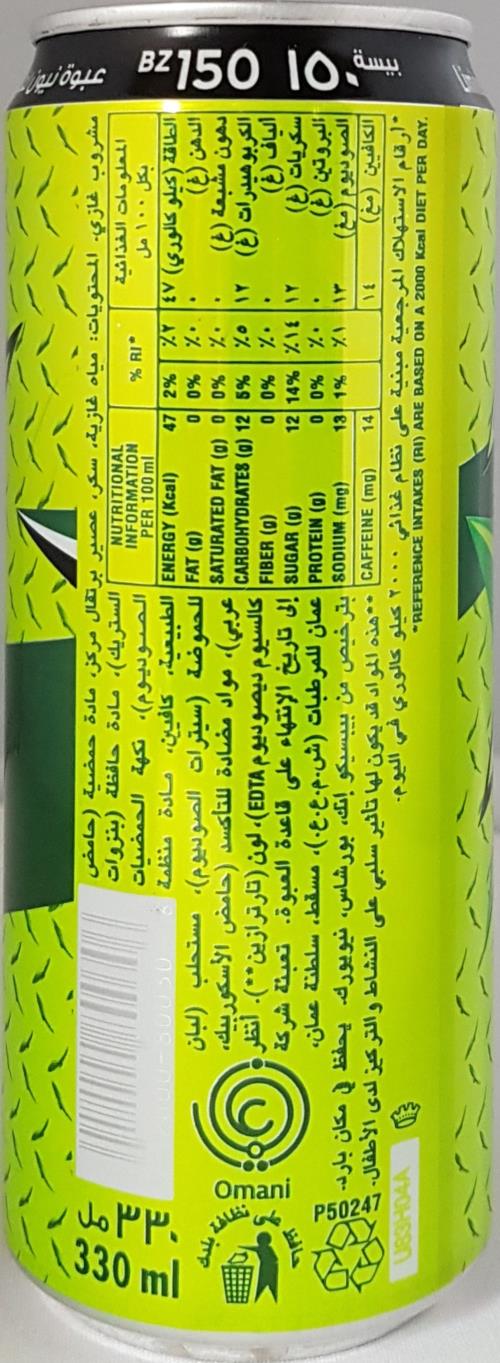 عبوة نيون
BZ 150 ١٥٠ بيسة
مشروب غازي. المحتويات: مياه غازية، سكر، عصير برتقال مركز، مادة حمضية (حامض
الستريك)، مادة حافظة (بنزوات
الصوديوم)، نكهة الحمضيات
الطبيعية، كافيين، مادة منظمة
للحموضة (سترات الصوديوم)، مستحلب (لبان
عربي)، مواد مضادة للتأكسد (حامض الأسكوربيك،
كالسيوم ديصوديوم EDTA)، لون (تارترازين**). أنظر
إلى تاريخ الإنتهاء على قاعدة العبوة. تعبئة شركة
عمان للمرطبات (ش.م.ع.ع.)، مسقط، سلطنة عمان،
بترخيص من بيبسيكو إنك، بورشاس، نيويورك. يحفظ في مكان بارد.
**هذه المواد قد يكون لها تأثير سلبي على النشاط والتركيز لدى الأطفال.
المعلومات الغذائية
بكل ١٠٠ مل
% RI*
NUTRITIONAL
INFORMATION
PER 100 ml
ENERGY (Kcal) 47 2% ٪٢ ٤٧ الطاقة (كيلو كالوري)
FAT (g) 0 0% ٪٠ ٠ الدهن (غ)
SATURATED FAT (g) 0 0% ٪٠ ٠ دهون مشبعة (غ)
CARBOHYDRATES (g) 12 5% ٪٥ ١٢ الكربوهيدرات (غ)
FIBER (g) 0 0% ٪٠ ٠ الياف (غ)
SUGAR (g) 12 14% ٪١٤ ١٢ سكريات (غ)
PROTEIN (g) 0 0% ٪٠ ٠ البروتين (غ)
SODIUM (mg) 13 1% ٪١ ١٣ الصوديوم (مغ)
CAFFEINE (mg) 14 ١٤ الكافيين (مغ)
*أرقام الاستهلاك المرجعية مبنية على نظام غذائي ٢٠٠٠ كيلو كالوري في اليوم.
*REFERENCE INTAKES (RI) ARE BASED ON A 2000 Kcal DIET PER DAY.
Omani
٣٣٠ مل
330 ml
حافظ على نظافة بلدك
P50247
U83H04A